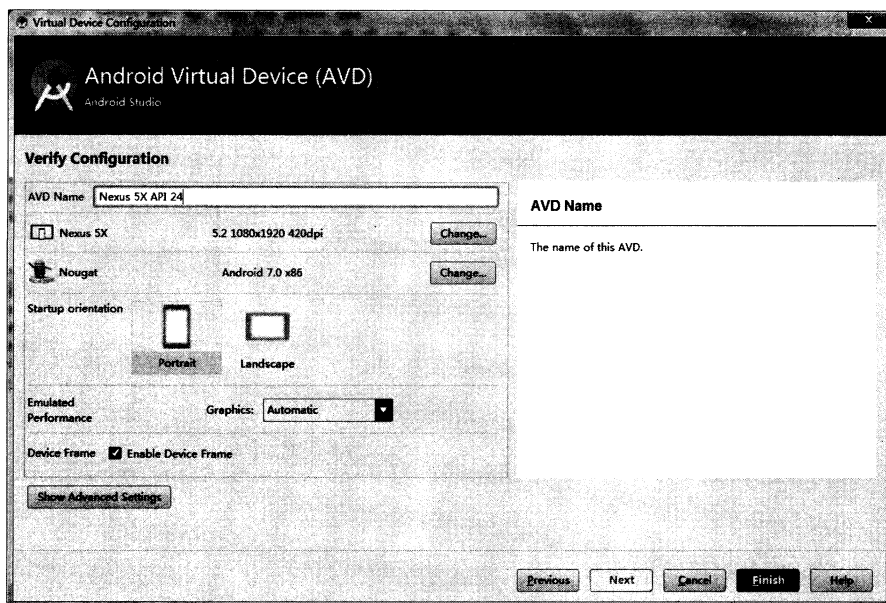 Virtual Device Configuration
X
Android Virtual Device (AVD)
Android Studio
Verify Configuration
AVD Name Nexus 5X API 24
Nexus 5X 5.2 1080x1920 420dpi Change...
Nougat Android 7.0 x86 Change...
Startup orientation
Portrait Landscape
Emulated Performance Graphics: Automatic
Device Frame Enable Device Frame
Show Advanced Settings
AVD Name
The name of this AVD.
Previous Next Cancel Finish Help